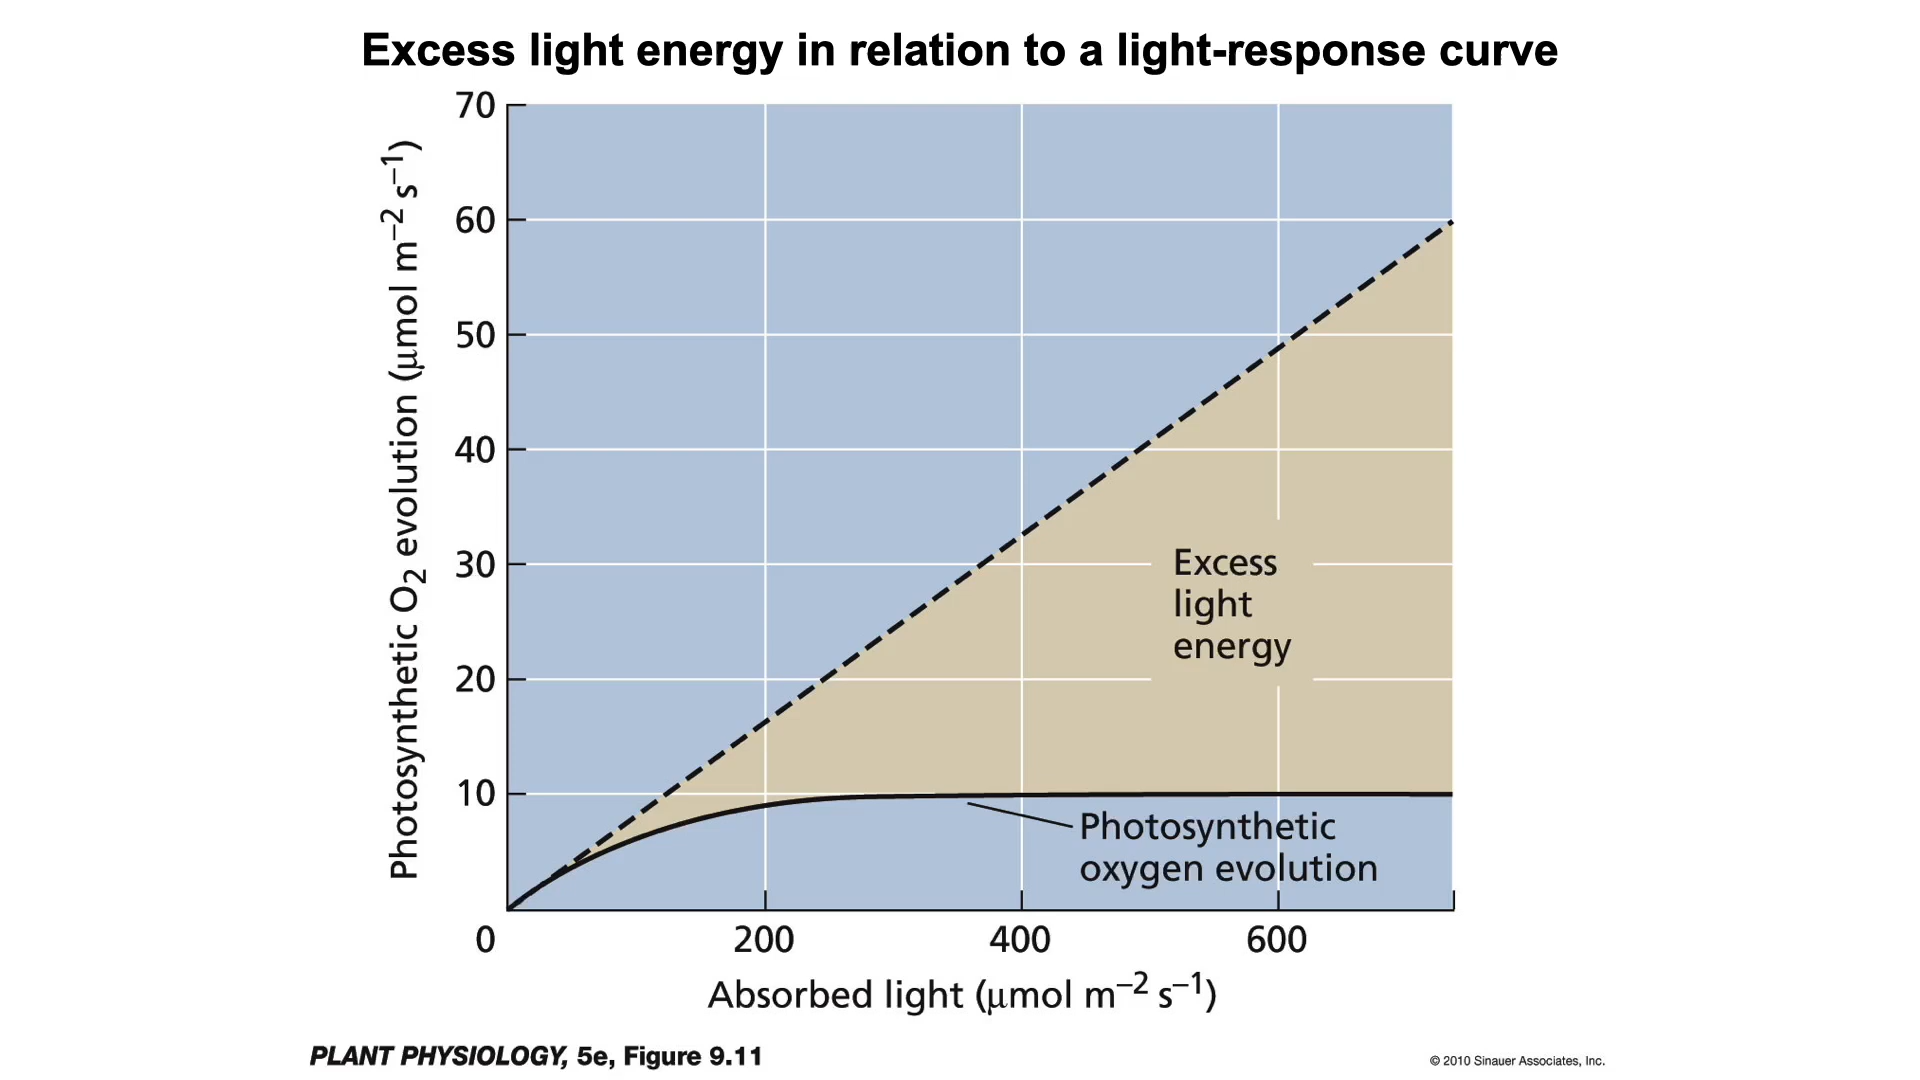 Excess light energy in relation to a light-response curve
70
60
50
40
30
20
10
0
Photosynthetic O₂ evolution (μmol m⁻² s⁻¹)
Excess
light
energy
Photosynthetic
oxygen evolution
200
400
600
Absorbed light (μmol m⁻² s⁻¹)
PLANT PHYSIOLOGY, 5e, Figure 9.11
© 2010 Sinauer Associates, Inc.